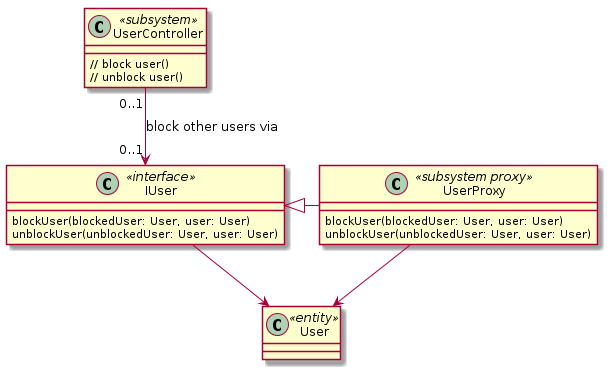 C «subsystem»
UserController
// block user()
// unblock user()
0..1
block other users via
0..1
C «interface»
IUser
blockUser(blockedUser: User, user: User)
unblockUser(unblockedUser: User, user: User)
C «subsystem proxy»
UserProxy
blockUser(blockedUser: User, user: User)
unblockUser(unblockedUser: User, user: User)
C «entity»
User